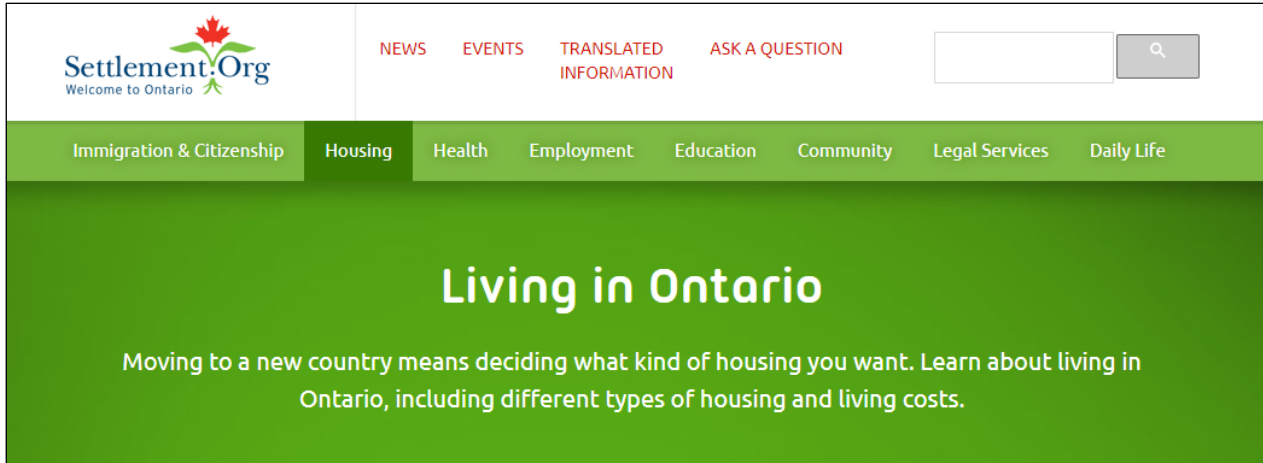 Settlement.Org
Welcome to Ontario
NEWS EVENTS TRANSLATED INFORMATION ASK A QUESTION
Immigration & Citizenship Housing Health Employment Education Community Legal Services Daily Life
Living in Ontario
Moving to a new country means deciding what kind of housing you want. Learn about living in
Ontario, including different types of housing and living costs.